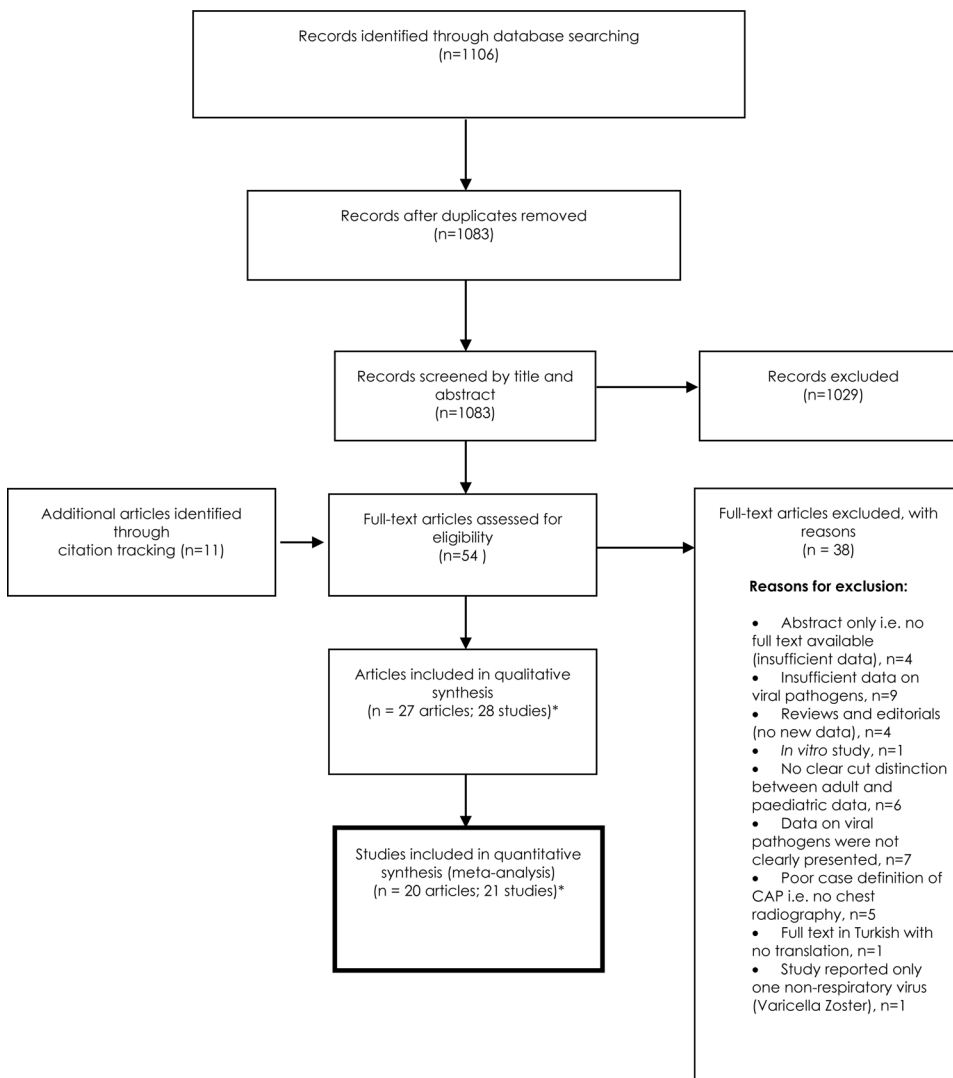 Records identified through database searching
(n=1106)
Records after duplicates removed
(n=1083)
Records screened by title and
abstract
(n=1083)
Records excluded
(n=1029)
Additional articles identified
through
citation tracking (n=11)
Full-text articles assessed for
eligibility
(n=54 )
Full-text articles excluded, with
reasons
(n = 38)
Reasons for exclusion:
• Abstract only i.e. no
full text available
(insufficient data), n=4
• Insufficient data on
viral pathogens, n=9
• Reviews and editorials
(no new data), n=4
• In vitro study, n=1
• No clear cut distinction
between adult and
paediatric data, n=6
• Data on viral
pathogens were not
clearly presented, n=7
• Poor case definition of
CAP i.e. no chest
radiography, n=5
• Full text in Turkish with
no translation, n=1
• Study reported only
one non-respiratory virus
(Varicella Zoster), n=1
Articles included in qualitative
synthesis
(n = 27 articles; 28 studies)*
Studies included in quantitative
synthesis (meta-analysis)
(n = 20 articles; 21 studies)*